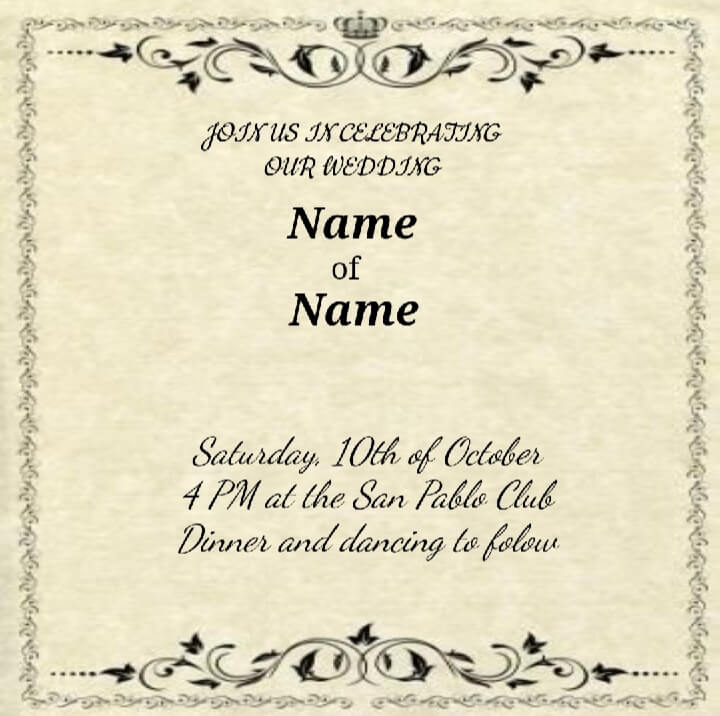 JOIN US IN CELEBRATING
OUR WEDDING
Name
of
Name
Saturday, 10th of October
4 PM at the San Pablo Club
Dinner and dancing to folow